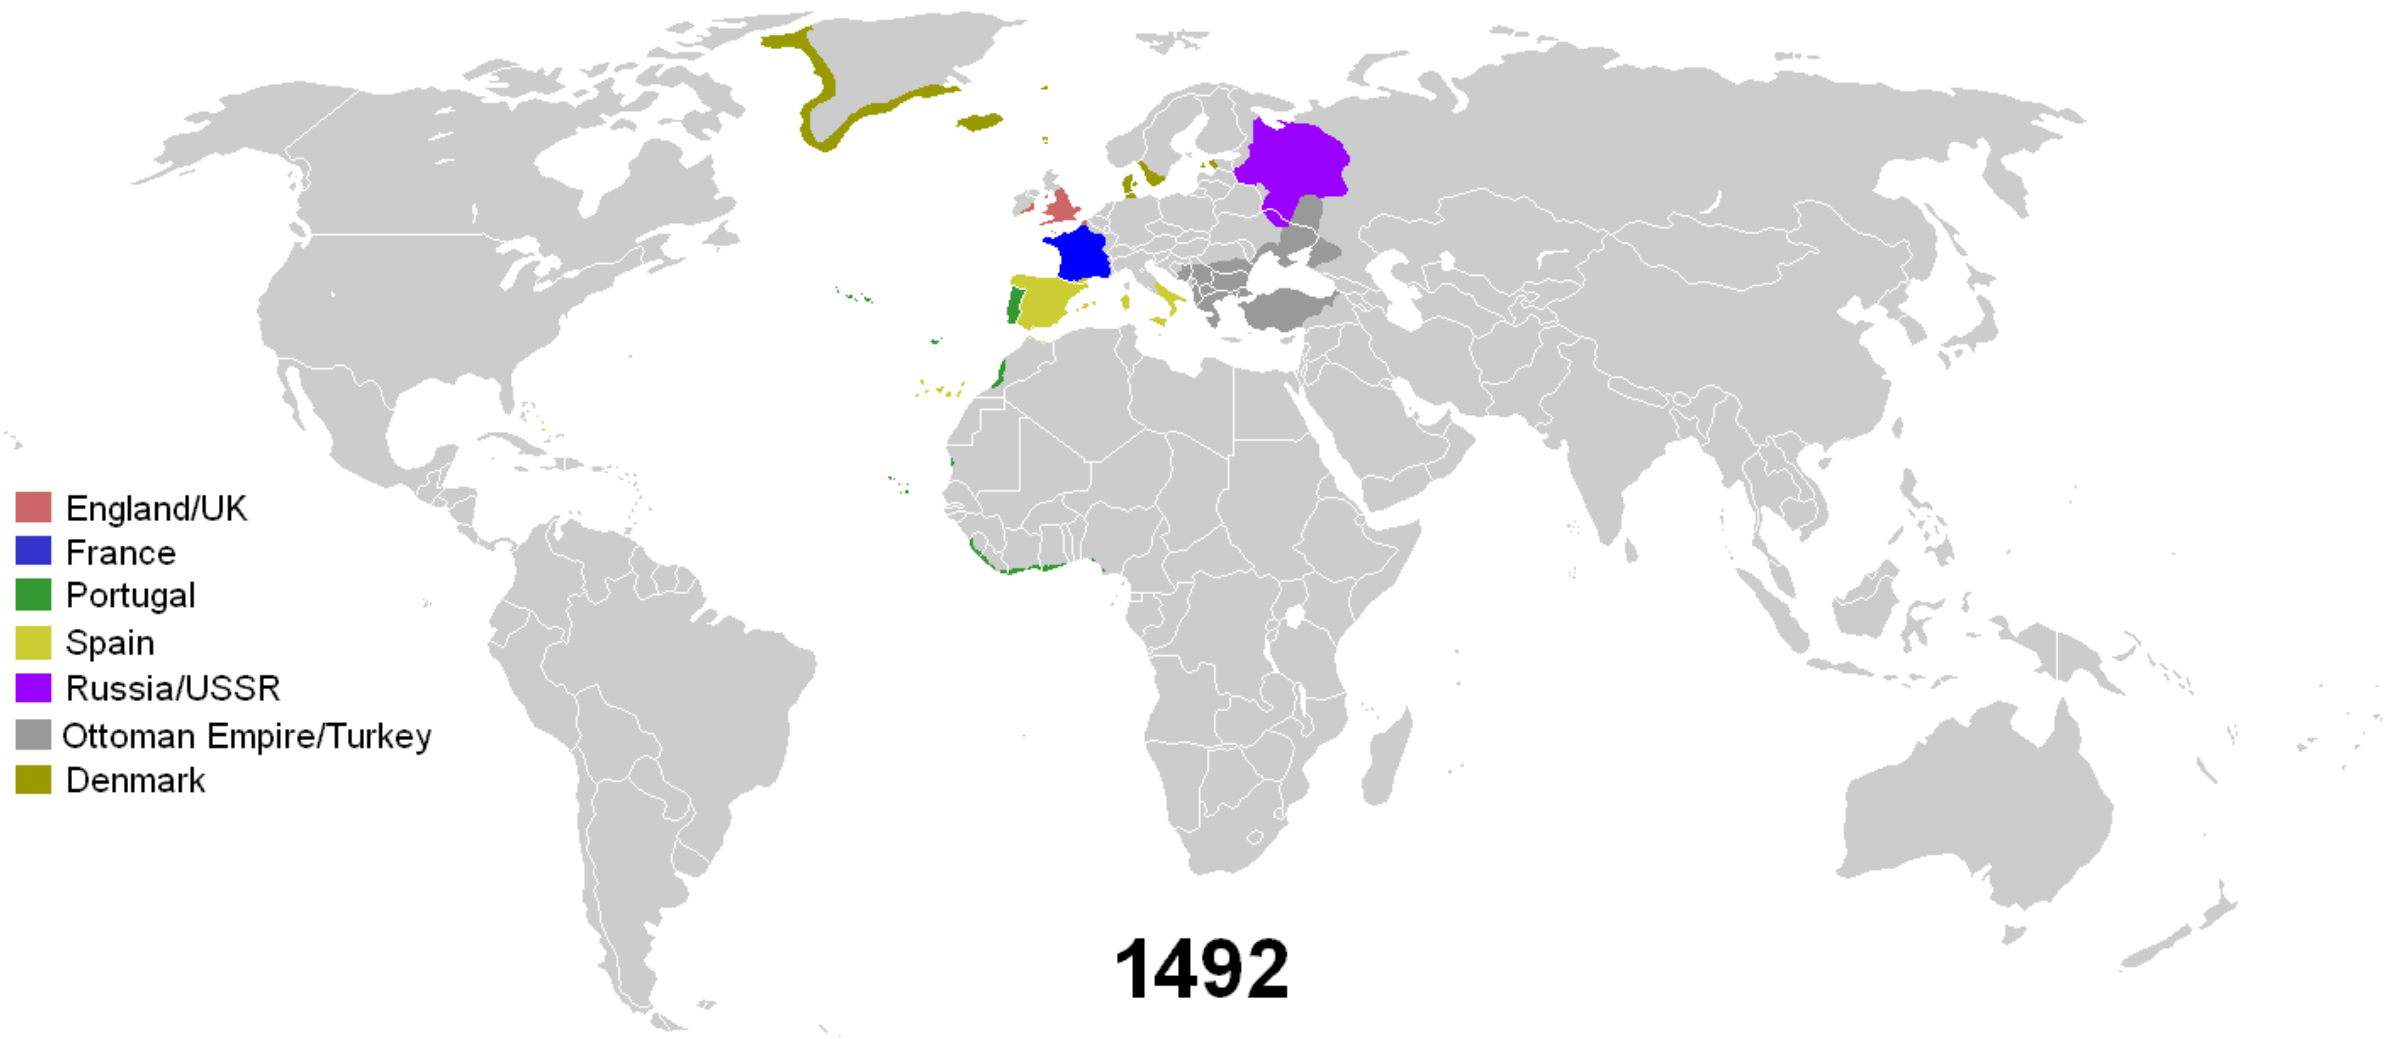 England/UK
France
Portugal
Spain
Russia/USSR
Ottoman Empire/Turkey
Denmark
1492